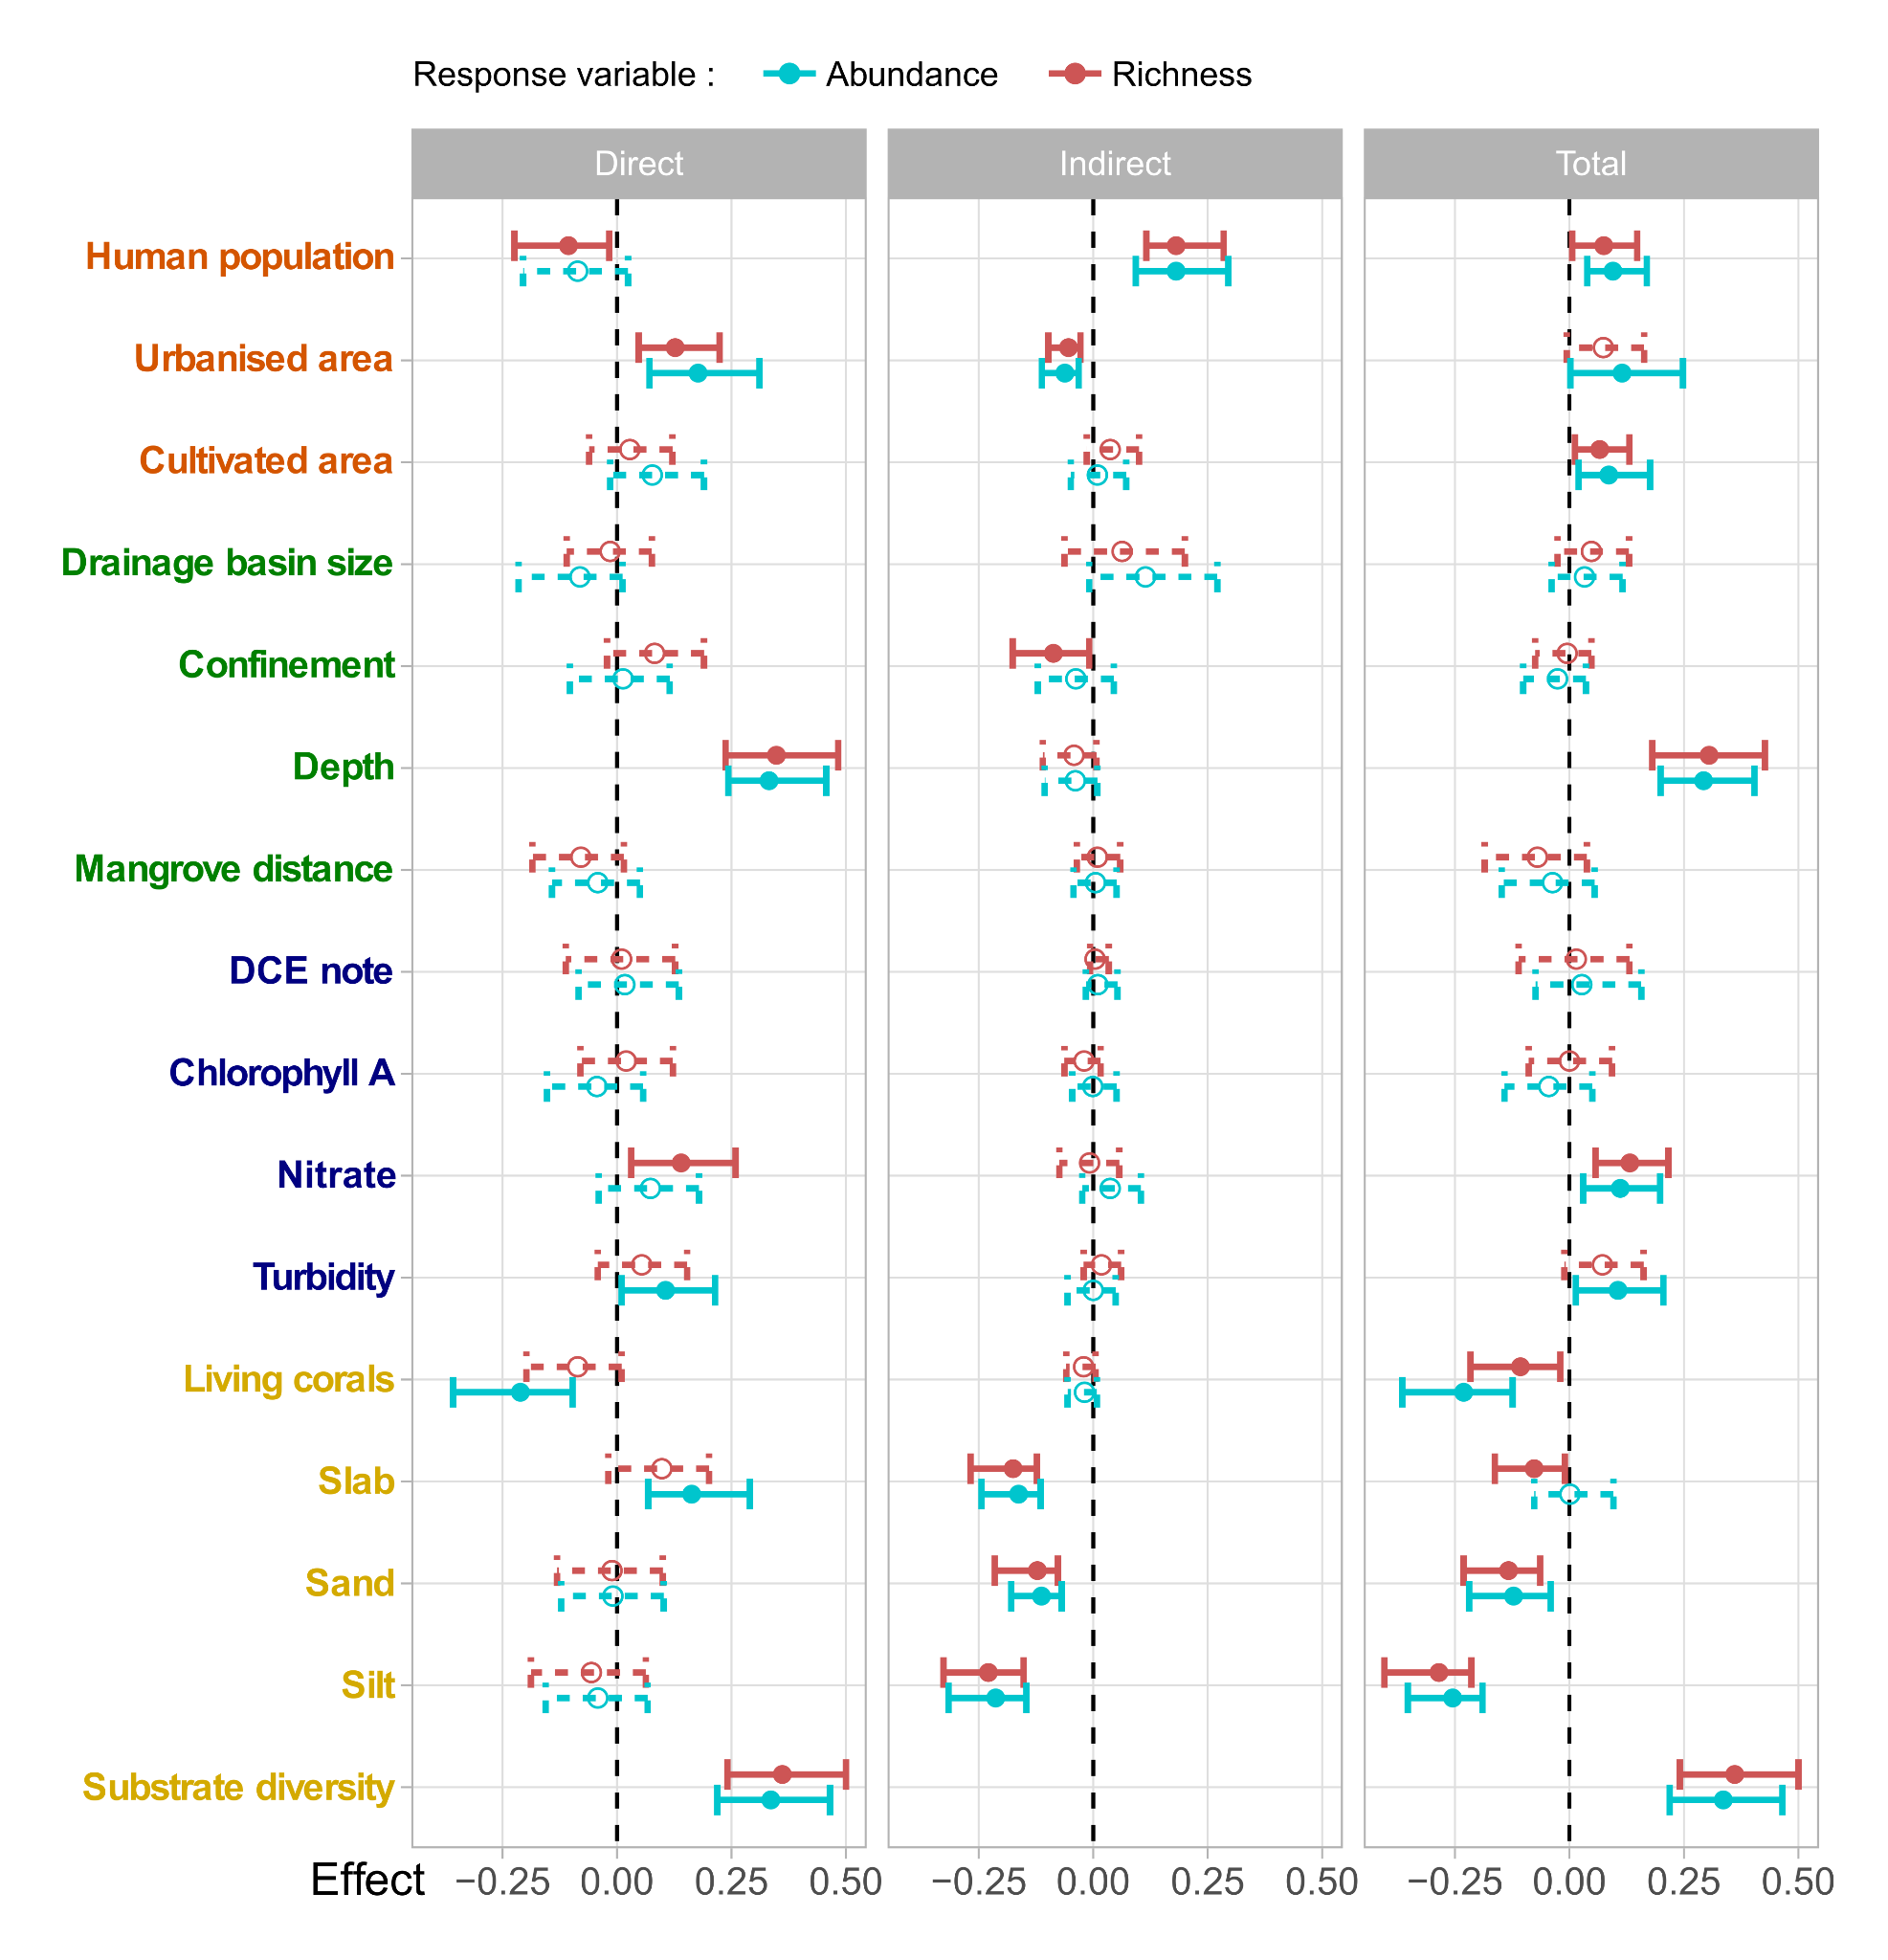 Response variable : Abundance Richness
Direct Indirect Total
Human population
Urbanised area
Cultivated area
Drainage basin size
Confinement
Depth
Mangrove distance
DCE note
Chlorophyll A
Nitrate
Turbidity
Living corals
Slab
Sand
Silt
Substrate diversity
Effect −0.25 0.00 0.25 0.50 −0.25 0.00 0.25 0.50 −0.25 0.00 0.25 0.50